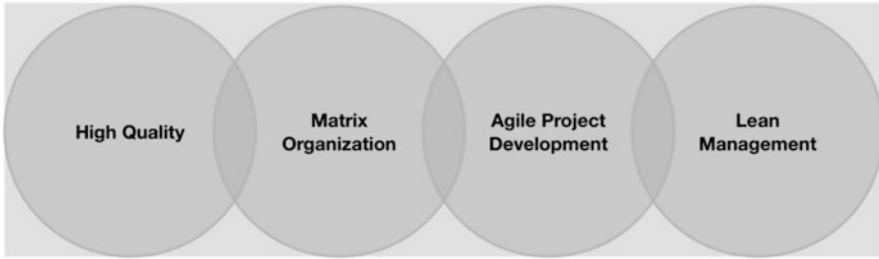 High Quality
Matrix
Organization
Agile Project
Development
Lean
Management